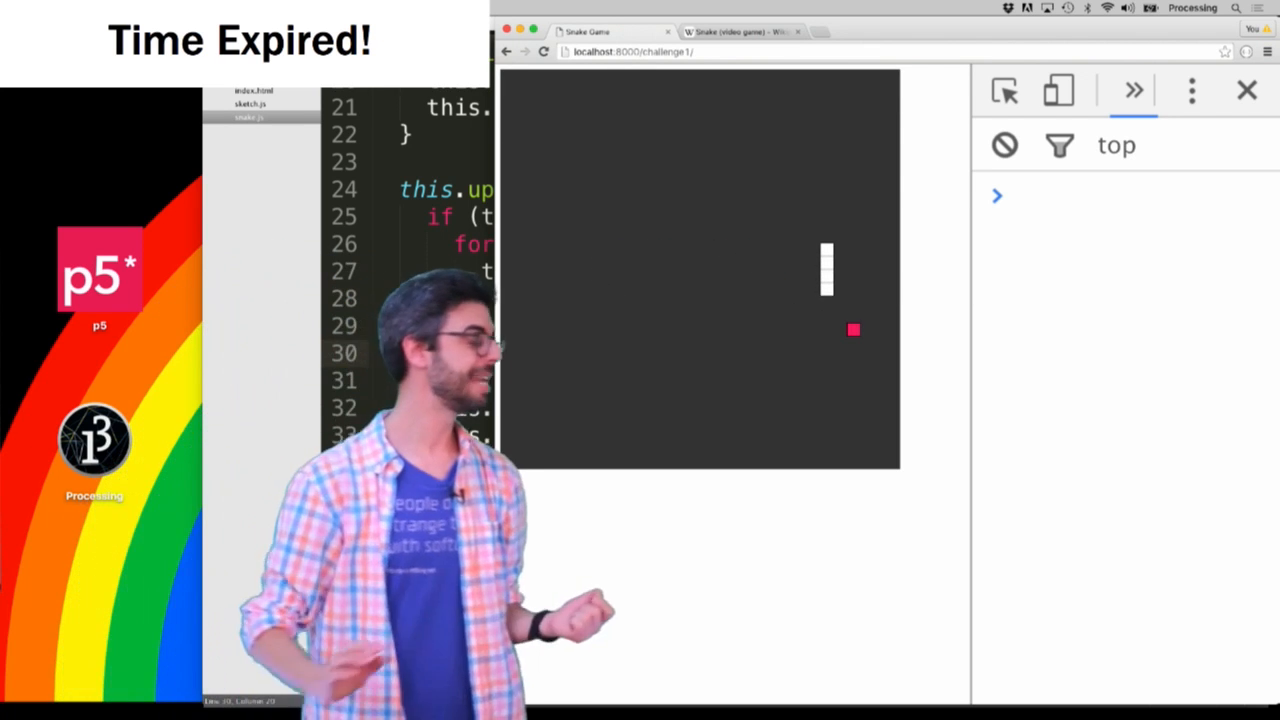 Time Expired!
Processing
Snake Game
Snake (video game) - Wik
You
localhost:8000/challenge1/
index.html
sketch.js
snake.js
21 this.
22 }
23
24 this.up
25 if (t
26 for
27 t
28
29
30
31
32
33
top
p5*
p5
Processing
eople o
trange t
with soft
Line 30, Column 20